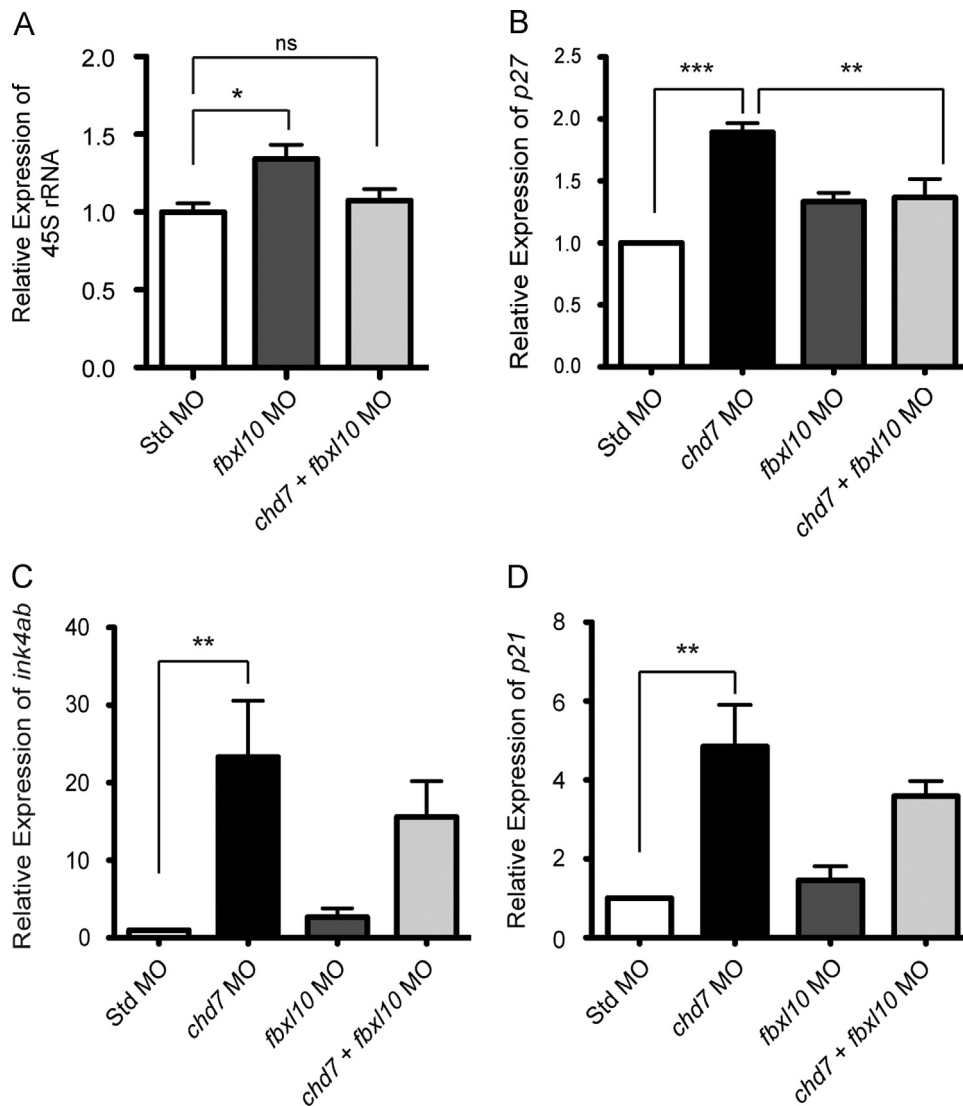 A
Relative Expression of
45S rRNA
2.0
1.5
1.0
0.5
0.0
ns
*
Std MO
fbxl10 MO
chd7 + fbxl10 MO
B
Relative Expression of p27
2.5
2.0
1.5
1.0
0.5
0.0
***
**
Std MO
chd7 MO
fbxl10 MO
chd7 + fbxl10 MO
C
Relative Expression of ink4ab
40
30
20
10
0
**
Std MO
chd7 MO
fbxl10 MO
chd7 + fbxl10 MO
D
Relative Expression of p21
8
6
4
2
0
**
Std MO
chd7 MO
fbxl10 MO
chd7 + fbxl10 MO